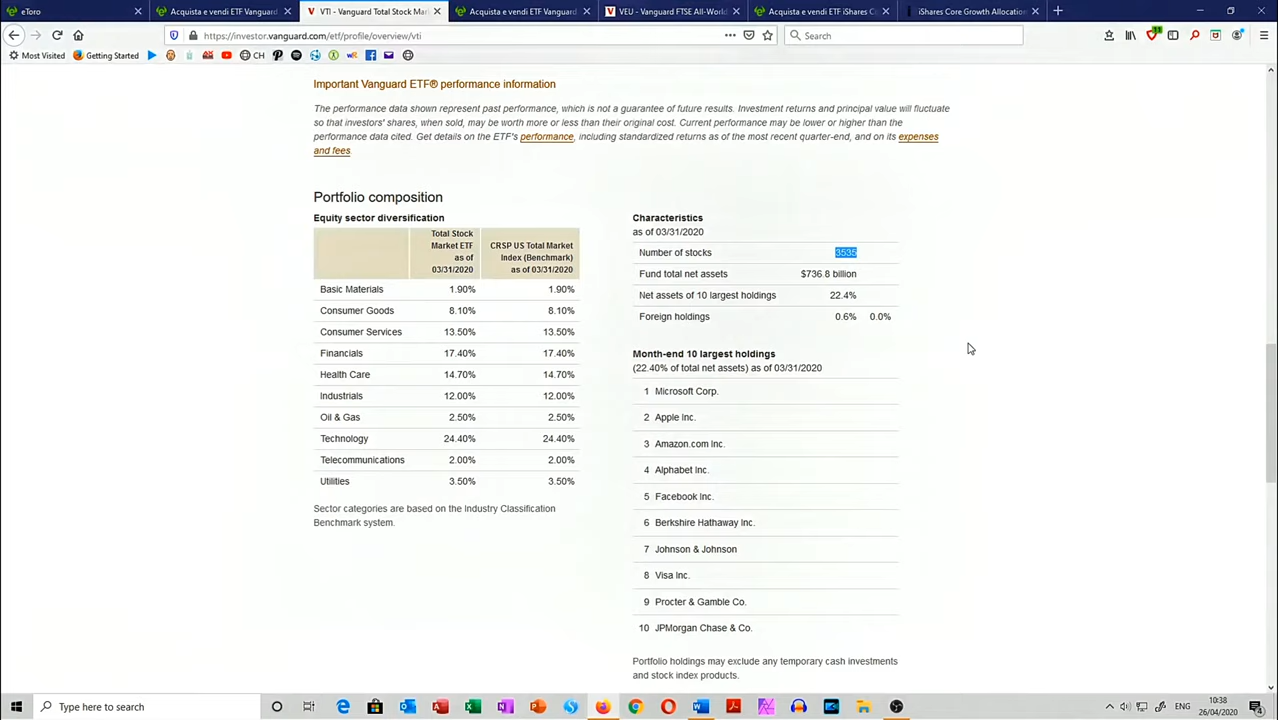 eToro
Acquista e vendi ETF Vanguard
VTI - Vanguard Total Stock Mar
Acquista e vendi ETF Vanguard
VEU - Vanguard FTSE All-World
Acquista e vendi ETF iShares C
iShares Core Growth Allocation
https://investor.vanguard.com/etf/profile/overview/vti
Search
11
Most Visited
Getting Started
CH
Important Vanguard ETF® performance information
The performance data shown represent past performance, which is not a guarantee of future results. Investment returns and principal value will fluctuate
so that investors' shares, when sold, may be worth more or less than their original cost. Current performance may be lower or higher than the
performance data cited. Get details on the ETF's performance, including standardized returns as of the most recent quarter-end, and on its expenses
and fees.
Portfolio composition
Equity sector diversification
Total Stock
Market ETF
as of
03/31/2020
CRSP US Total Market
Index (Benchmark)
as of 03/31/2020
Basic Materials 1.90% 1.90%
Consumer Goods 8.10% 8.10%
Consumer Services 13.50% 13.50%
Financials 17.40% 17.40%
Health Care 14.70% 14.70%
Industrials 12.00% 12.00%
Oil & Gas 2.50% 2.50%
Technology 24.40% 24.40%
Telecommunications 2.00% 2.00%
Utilities 3.50% 3.50%
Sector categories are based on the Industry Classification
Benchmark system.
Characteristics
as of 03/31/2020
Number of stocks 3535
Fund total net assets $736.8 billion
Net assets of 10 largest holdings 22.4%
Foreign holdings 0.6% 0.0%
Month-end 10 largest holdings
(22.40% of total net assets) as of 03/31/2020
1 Microsoft Corp.
2 Apple Inc.
3 Amazon.com Inc.
4 Alphabet Inc.
5 Facebook Inc.
6 Berkshire Hathaway Inc.
7 Johnson & Johnson
8 Visa Inc.
9 Procter & Gamble Co.
10 JPMorgan Chase & Co.
Portfolio holdings may exclude any temporary cash investments
and stock index products.
Type here to search
ENG
10:38
26/04/2020